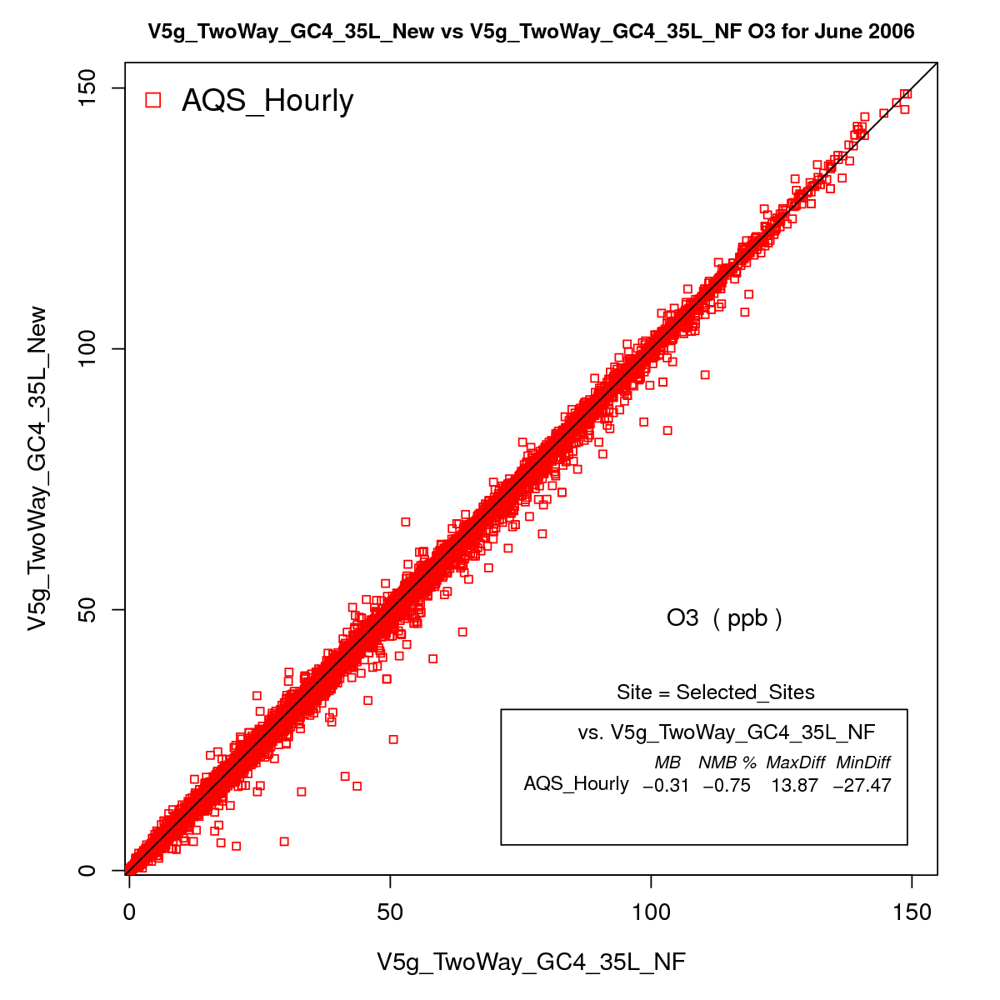 V5g_TwoWay_GC4_35L_New vs V5g_TwoWay_GC4_35L_NF O3 for June 2006
AQS_Hourly
150
100
50
0
V5g_TwoWay_GC4_35L_New
O3 ( ppb )
Site = Selected_Sites
vs. V5g_TwoWay_GC4_35L_NF
MB NMB % MaxDiff MinDiff
AQS_Hourly −0.31 −0.75 13.87 −27.47
0 50 100 150
V5g_TwoWay_GC4_35L_NF